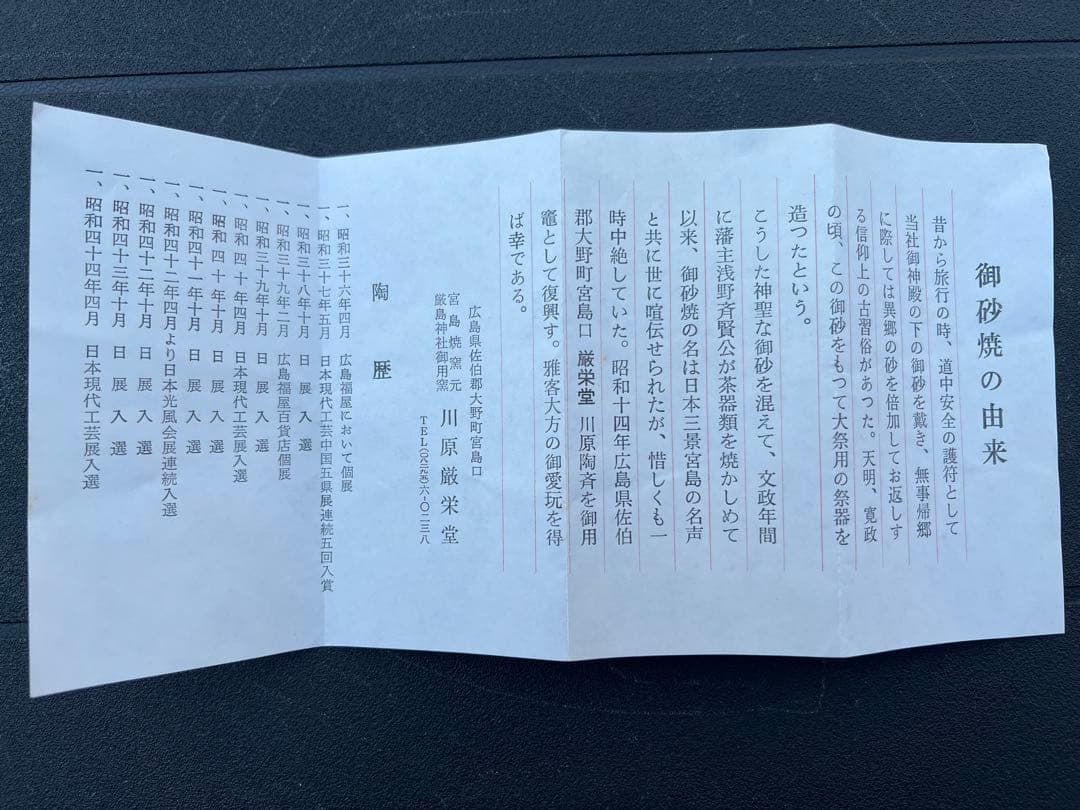 御砂焼の由来
昔から旅行の時、道中安全の護符として
当社御神殿の下の御砂を戴き、無事帰郷
に際しては異郷の砂を倍加してお返しす
る信仰上の古習俗があつた。天明、寛政
の頃、この御砂をもつて大祭用の祭器を
造つたという。
こうした神聖な御砂を混えて、文政年間
に藩主浅野斉賢公が茶器類を焼かしめて
以来、御砂焼の名は日本三景宮島の名声
と共に世に喧伝せられたが、惜しくも一
時中絶していた。昭和十四年広島県佐伯
郡大野町宮島口 厳栄堂 川原陶斉を御用
竈として復興す。雅客大方の御愛玩を得
ば幸である。
広島県佐伯郡大野町宮島口
宮島焼窯元
厳島神社御用窯
川原厳栄堂
TEL 六-〇二三八
陶歴
一、昭和三十六年四月 広島福屋において個展
一、昭和三十七年五月 日本現代工芸中国五県展連続五回入賞
一、昭和三十八年十月 日展入選
一、昭和三十九年二月 広島福屋百貨店個展
一、昭和三十九年十月 日展入選
一、昭和四十年四月 日本現代工芸展入選
一、昭和四十年十月 日展入選
一、昭和四十一年十月 日展入選
一、昭和四十二年四月より日本光風会展連続入選
一、昭和四十二年十月 日展入選
一、昭和四十三年十月 日展入選
一、昭和四十四年四月 日本現代工芸展入選